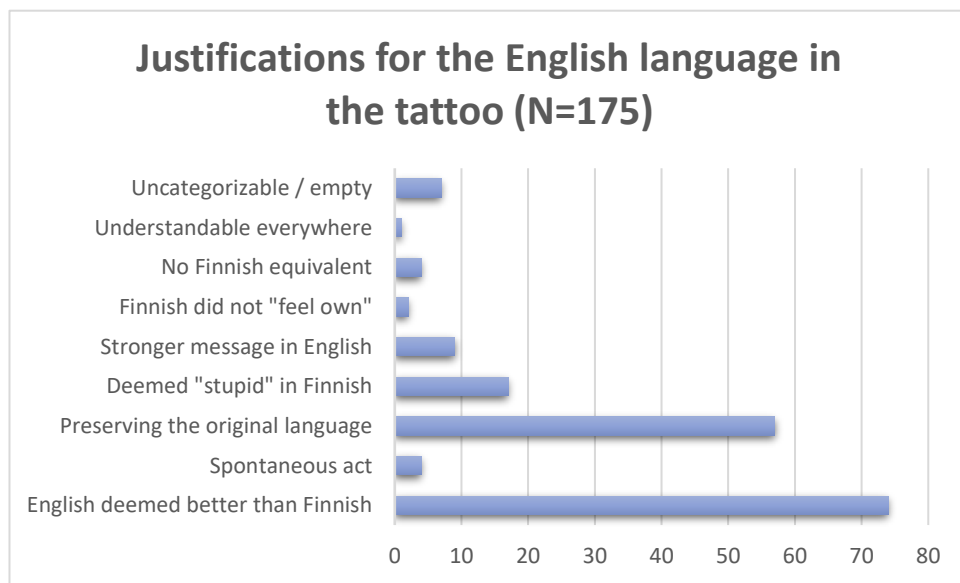 Justifications for the English language in
the tattoo (N=175)
Uncategorizable / empty
Understandable everywhere
No Finnish equivalent
Finnish did not "feel own"
Stronger message in English
Deemed "stupid" in Finnish
Preserving the original language
Spontaneous act
English deemed better than Finnish
0 10 20 30 40 50 60 70 80